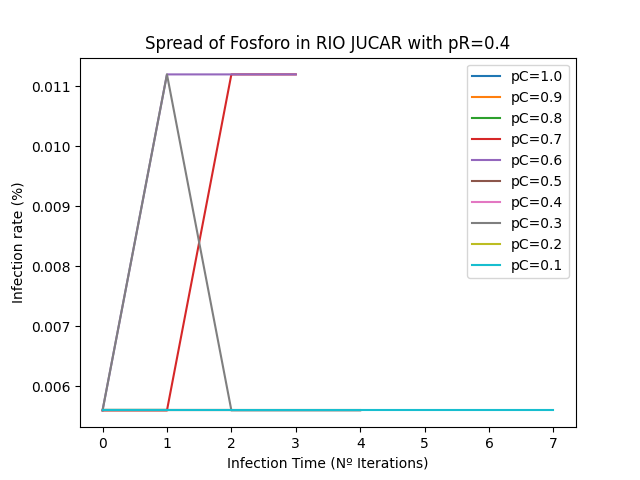 Spread of Fosforo in RIO JUCAR with pR=0.4
Infection rate (%)
0.011
0.010
0.009
0.008
0.007
0.006
0 1 2 3 4 5 6 7
Infection Time (Nº Iterations)
pC=1.0
pC=0.9
pC=0.8
pC=0.7
pC=0.6
pC=0.5
pC=0.4
pC=0.3
pC=0.2
pC=0.1